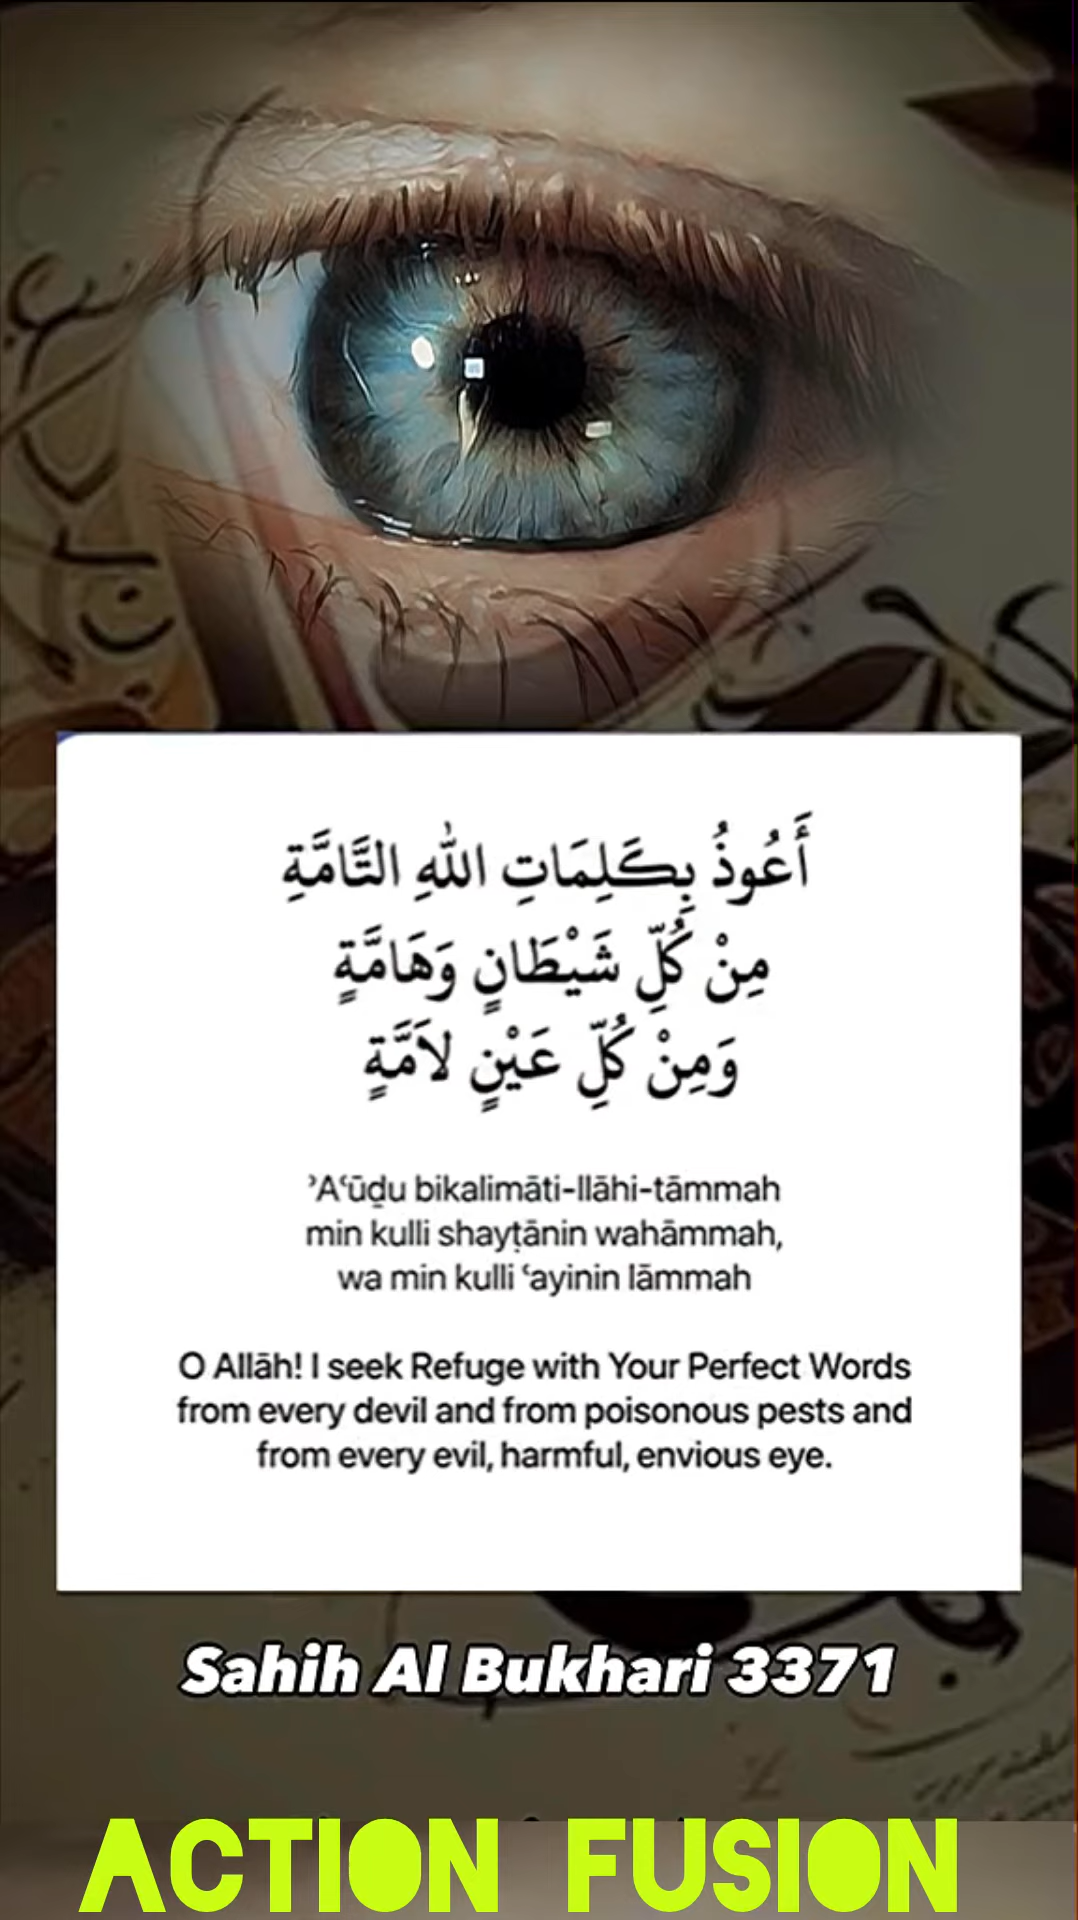 أَعُوذُ بِكَلِمَاتِ اللهِ التَّامَّةِ
مِنْ كُلِّ شَيْطَانٍ وَهَامَّةٍ
وَمِنْ كُلِّ عَيْنٍ لاَمَّةٍ
ʾAʿūḏu bikalimāti-llāhi-tāmmah
min kulli shayṭānin wahāmmah,
wa min kulli ʿayinin lāmmah
O Allāh! I seek Refuge with Your Perfect Words
from every devil and from poisonous pests and
from every evil, harmful, envious eye.
Sahih Al Bukhari 3371
ACTION FUSION